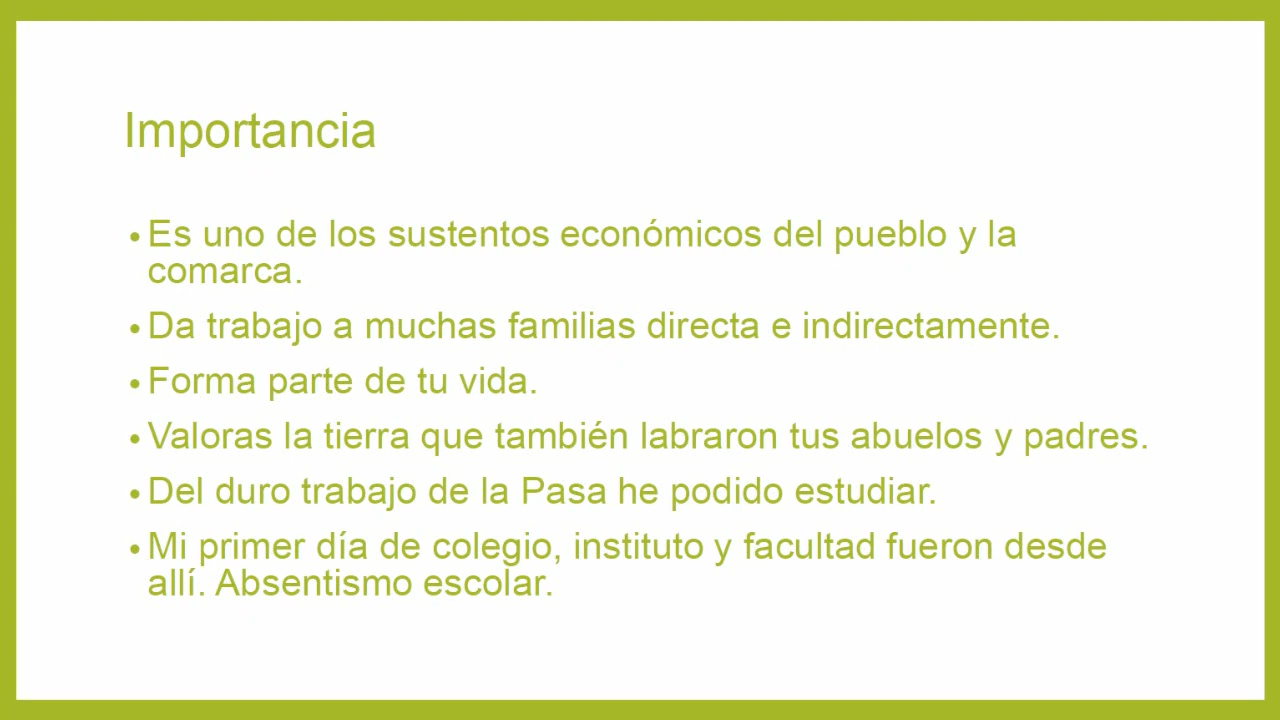 Importancia
• Es uno de los sustentos económicos del pueblo y la
comarca.
• Da trabajo a muchas familias directa e indirectamente.
• Forma parte de tu vida.
• Valoras la tierra que también labraron tus abuelos y padres.
• Del duro trabajo de la Pasa he podido estudiar.
• Mi primer día de colegio, instituto y facultad fueron desde
allí. Absentismo escolar.